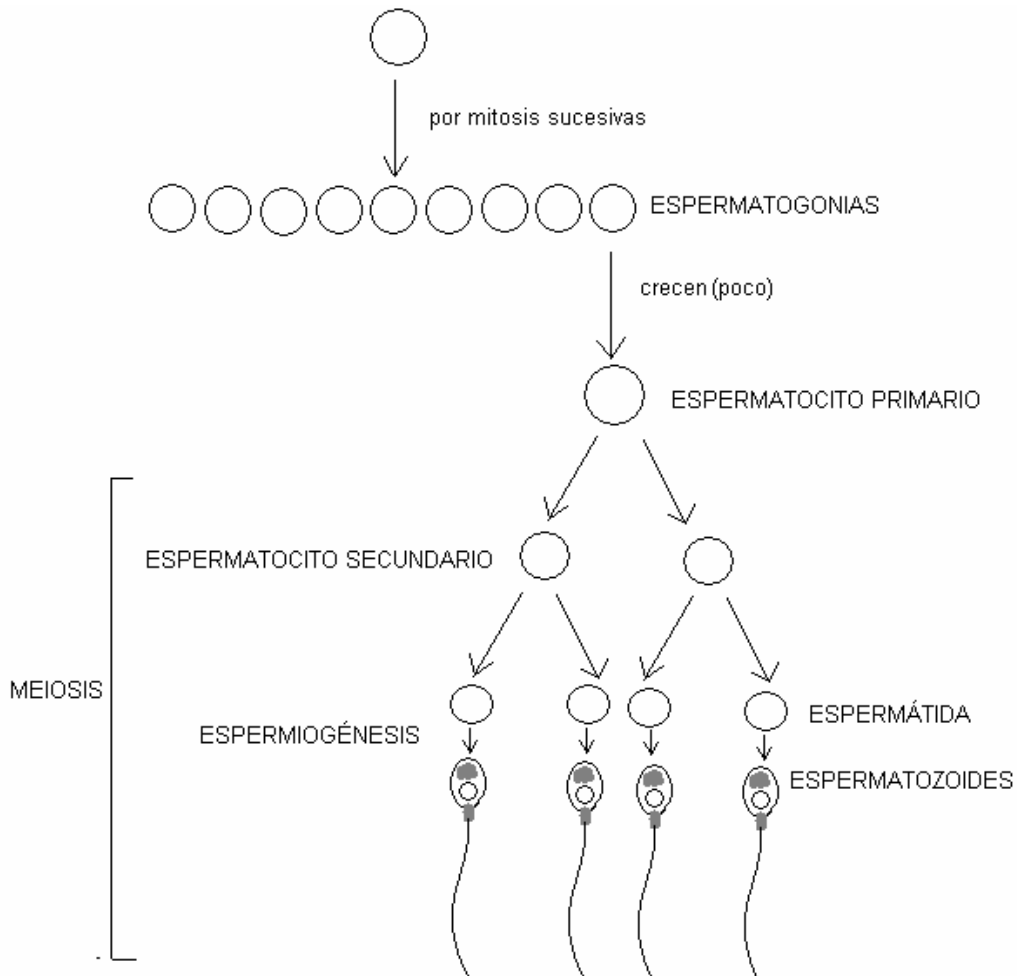 por mitosis sucesivas
ESPERMATOGONIAS
crecen (poco)
ESPERMATOCITO PRIMARIO
ESPERMATOCITO SECUNDARIO
MEIOSIS
ESPERMÁTIDA
ESPERMIOGÉNESIS
ESPERMATOZOIDES